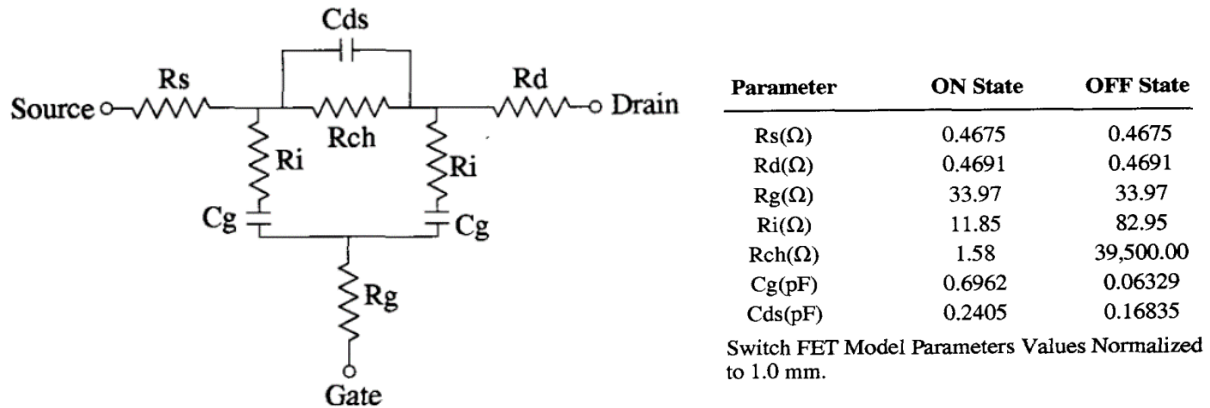 Cds
Rs
Rd
Source
Drain
Rch
Ri
Ri
Cg
Cg
Rg
Gate
Parameter ON State OFF State
Rs(Ω) 0.4675 0.4675
Rd(Ω) 0.4691 0.4691
Rg(Ω) 33.97 33.97
Ri(Ω) 11.85 82.95
Rch(Ω) 1.58 39,500.00
Cg(pF) 0.6962 0.06329
Cds(pF) 0.2405 0.16835
Switch FET Model Parameters Values Normalized
to 1.0 mm.